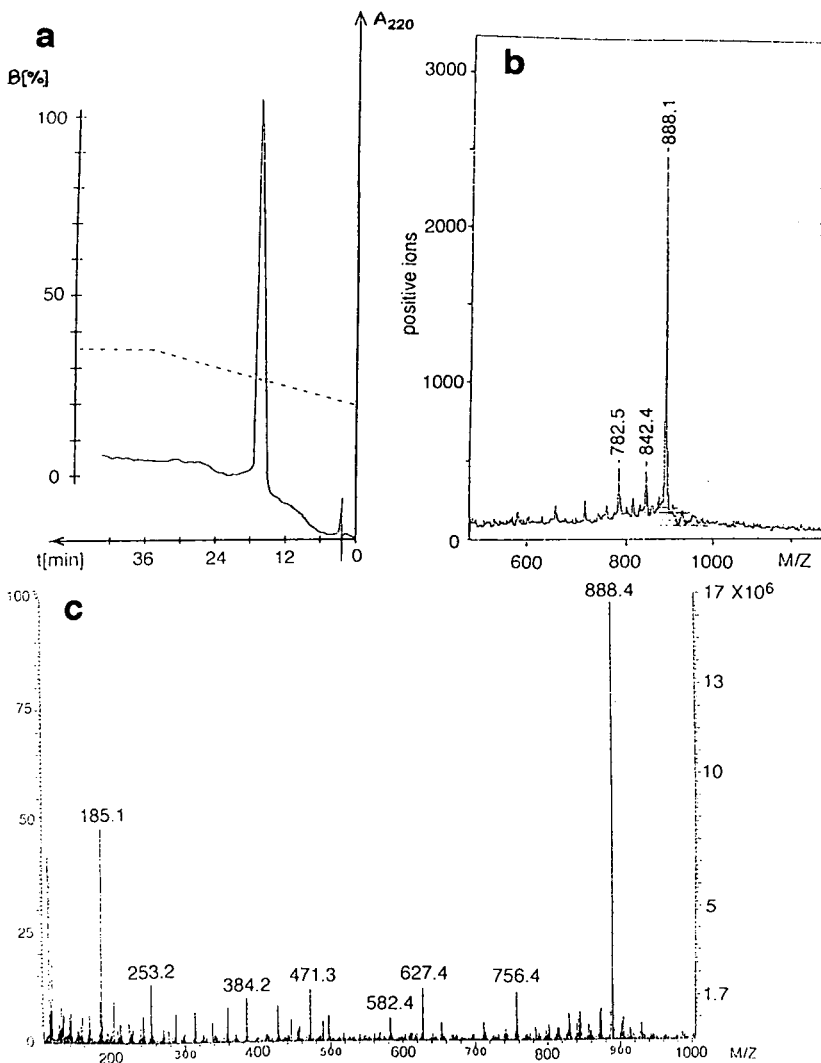 a
A220
B[%]
100
50
0
t[min] 36 24 12 0
b
3000
2000
1000
0
positive ions
782.5
842.4
888.1
600 800 1000 M/Z
c
100
75
50
25
0
185.1
253.2
384.2
471.3
582.4
627.4
756.4
888.4
17 X10⁶
13
10
5
1.7
200 300 400 500 600 700 800 900 1000 M/Z